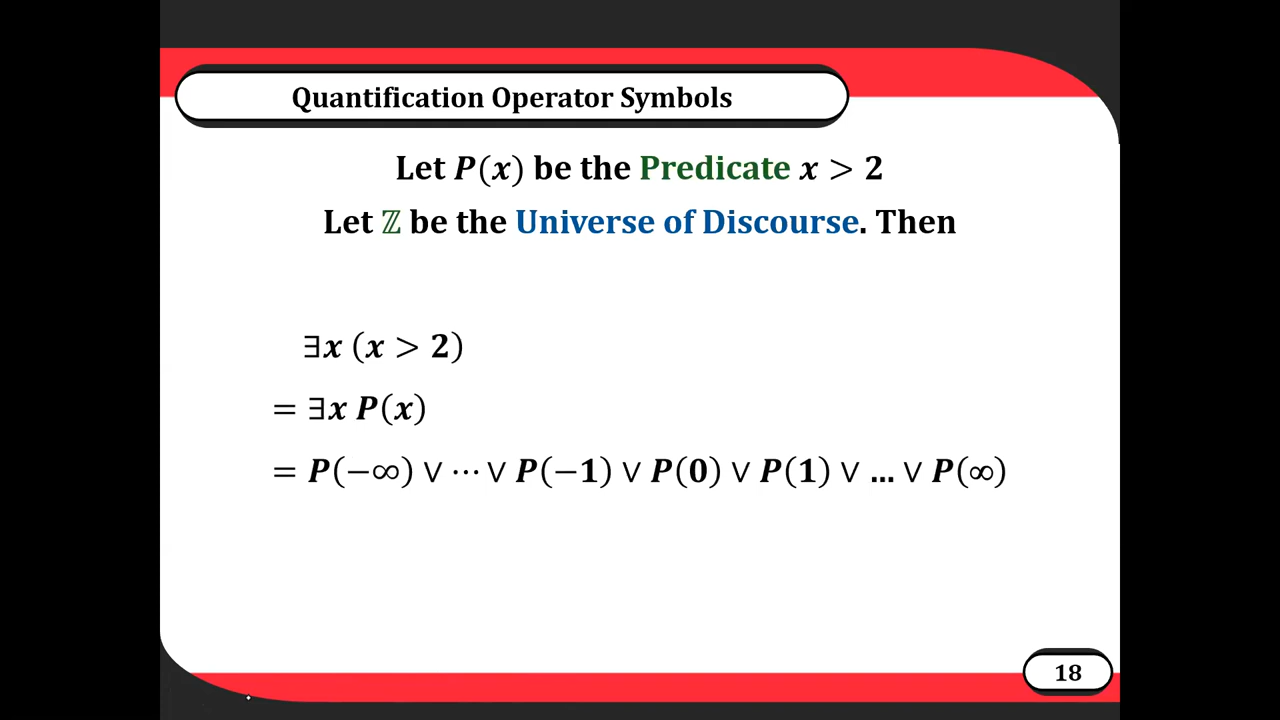 Quantification Operator Symbols
Let P(x) be the Predicate x > 2
Let ℤ be the Universe of Discourse. Then
∃x (x > 2)
= ∃x P(x)
= P(−∞) ∨ ⋯ ∨ P(−1) ∨ P(0) ∨ P(1) ∨ … ∨ P(∞)
18